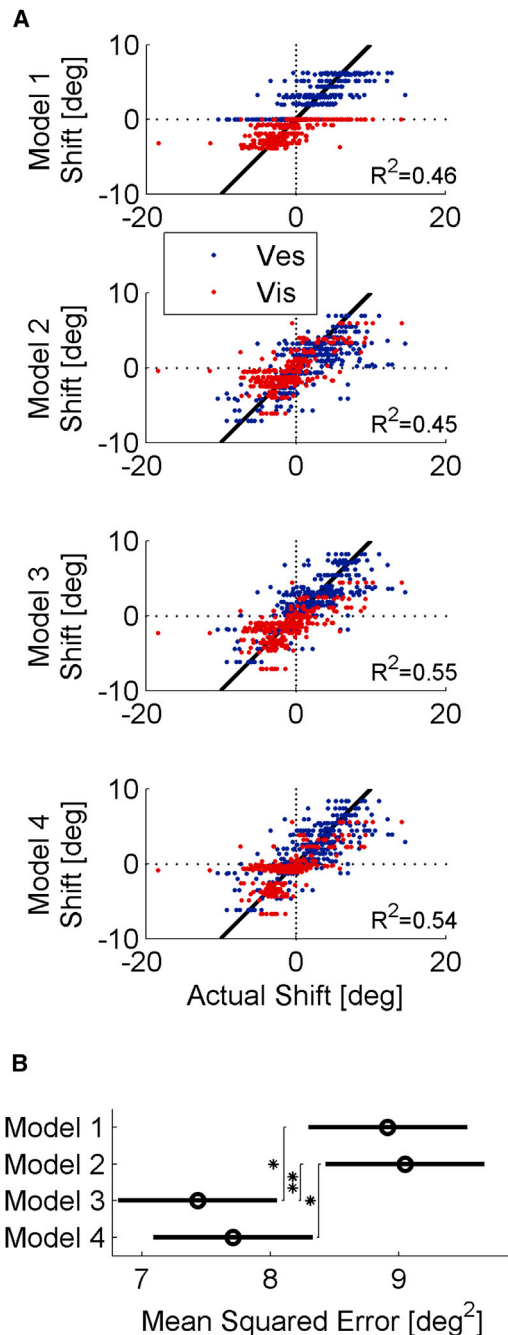 A
10
0
-10
-20
0
20
Model 1
Shift [deg]
R²=0.46
Ves
Vis
10
0
-10
-20
0
20
Model 2
Shift [deg]
R²=0.45
10
0
-10
-20
0
20
Model 3
Shift [deg]
R²=0.55
10
0
-10
-20
0
20
Model 4
Shift [deg]
R²=0.54
Actual Shift [deg]
B
Model 1
Model 2
Model 3
Model 4
*
**
*
7
8
9
Mean Squared Error [deg²]